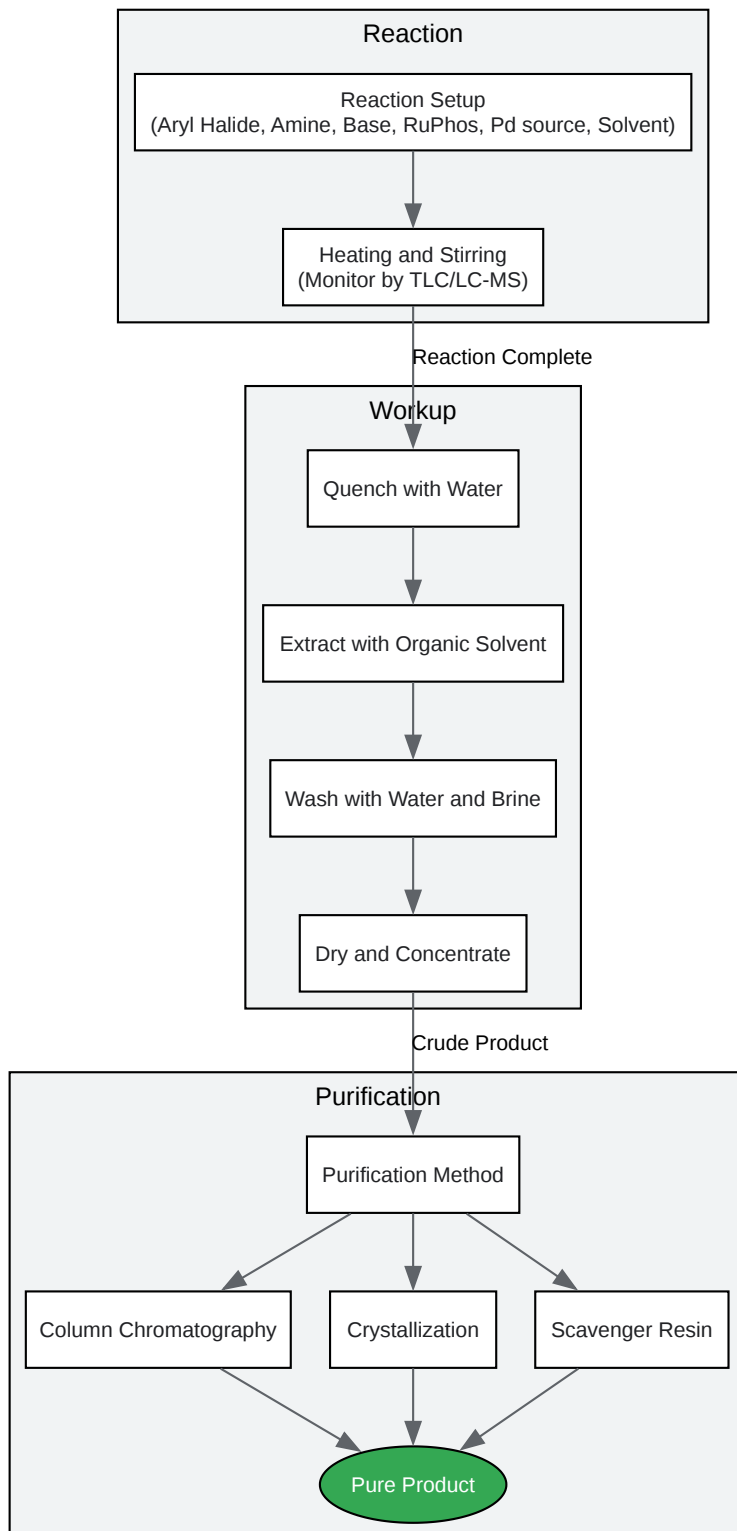 Reaction
Reaction Setup
(Aryl Halide, Amine, Base, RuPhos, Pd source, Solvent)
Heating and Stirring
(Monitor by TLC/LC-MS)
Reaction Complete
Workup
Quench with Water
Extract with Organic Solvent
Wash with Water and Brine
Dry and Concentrate
Crude Product
Purification
Purification Method
Column Chromatography
Crystallization
Scavenger Resin
Pure Product